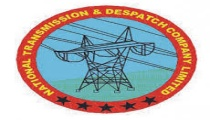 NATIONAL TRANSMISSION & DESPATCH COMPANY LIMITED